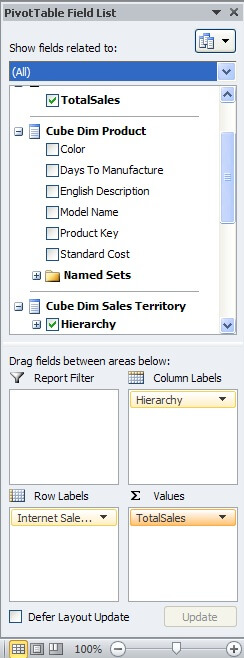 PivotTable Field List
Show fields related to:
(All)
TotalSales
Cube Dim Product
Color
Days To Manufacture
English Description
Model Name
Product Key
Standard Cost
Named Sets
Cube Dim Sales Territory
Hierarchy
Drag fields between areas below:
Report Filter
Column Labels
Hierarchy
Row Labels
Σ Values
Internet Sale...
TotalSales
Defer Layout Update
Update
100%